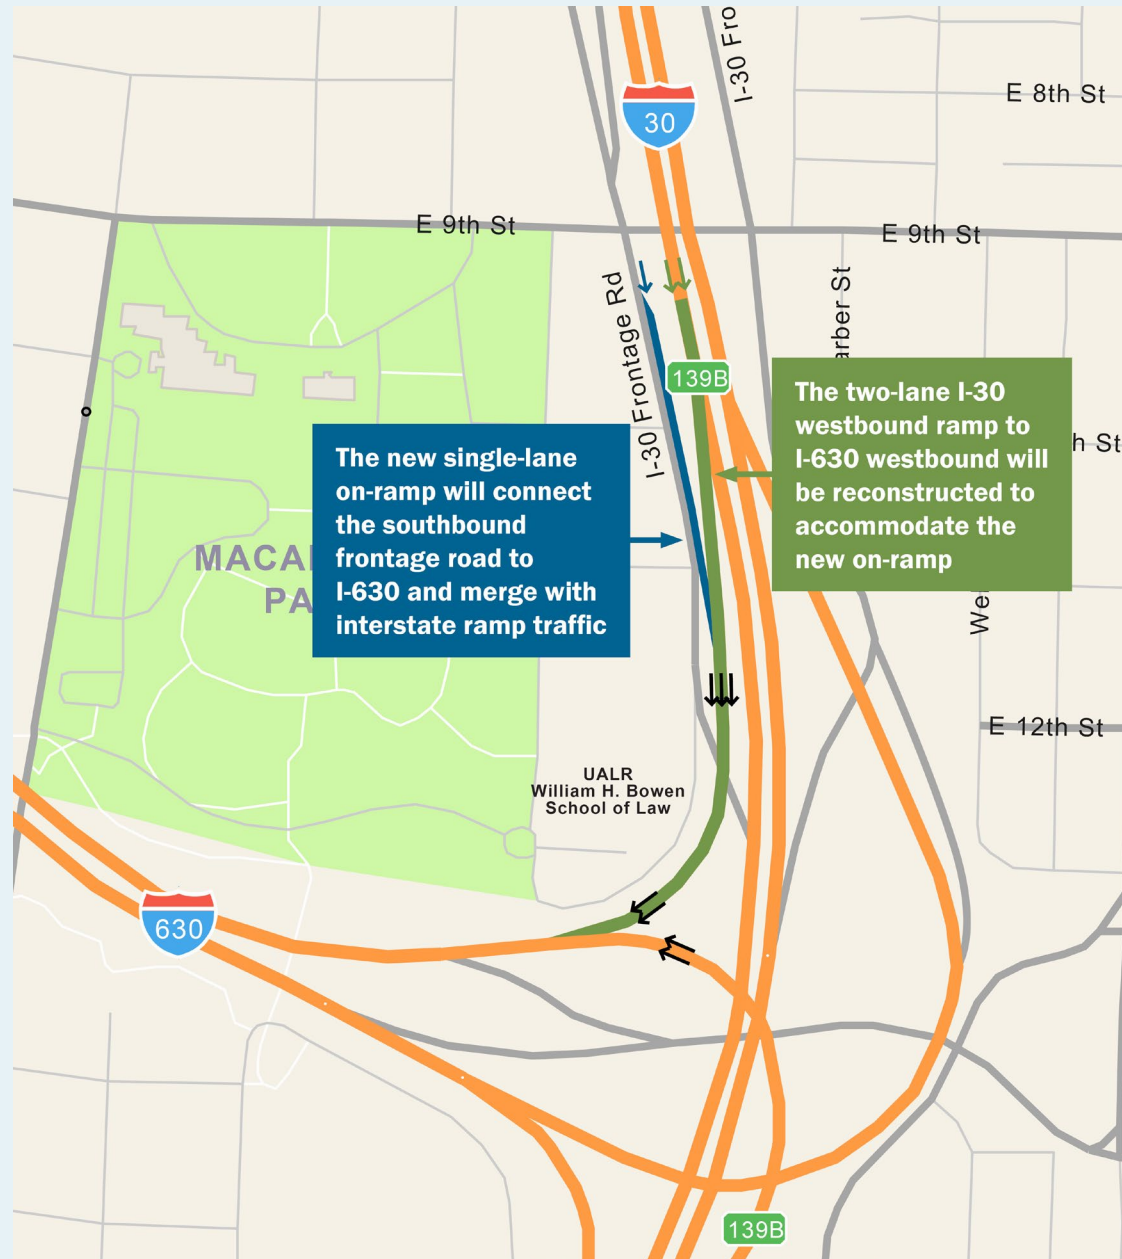 I-30 Fro
30
E 8th St
E 9th St
E 9th St
I-30 Frontage Rd
arber St
139B
The two-lane I-30
westbound ramp to
I-630 westbound will
be reconstructed to
accommodate the
new on-ramp
h St
The new single-lane
on-ramp will connect
the southbound
frontage road to
I-630 and merge with
interstate ramp traffic
MACA
PA
We
E 12th St
UALR
William H. Bowen
School of Law
630
139B